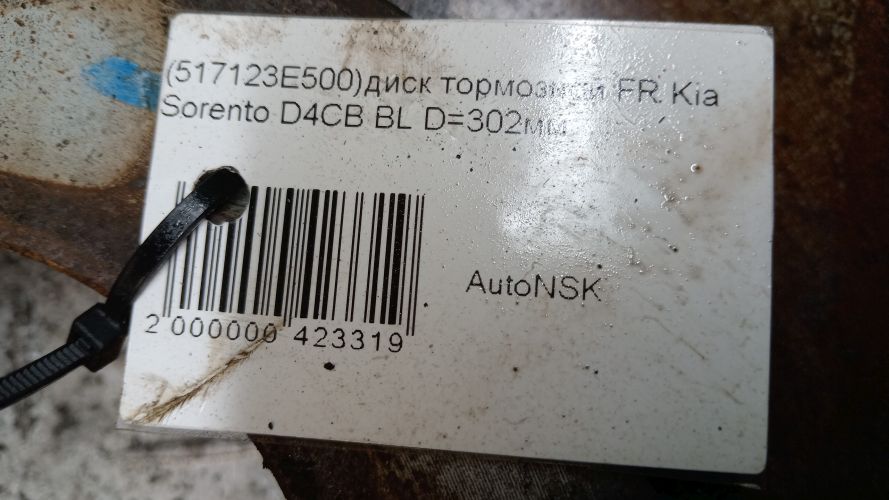 (517123E500)диск тормозной FR Kia
Sorento D4CB BL D=302мм
AutoNSK
2 000000 423319